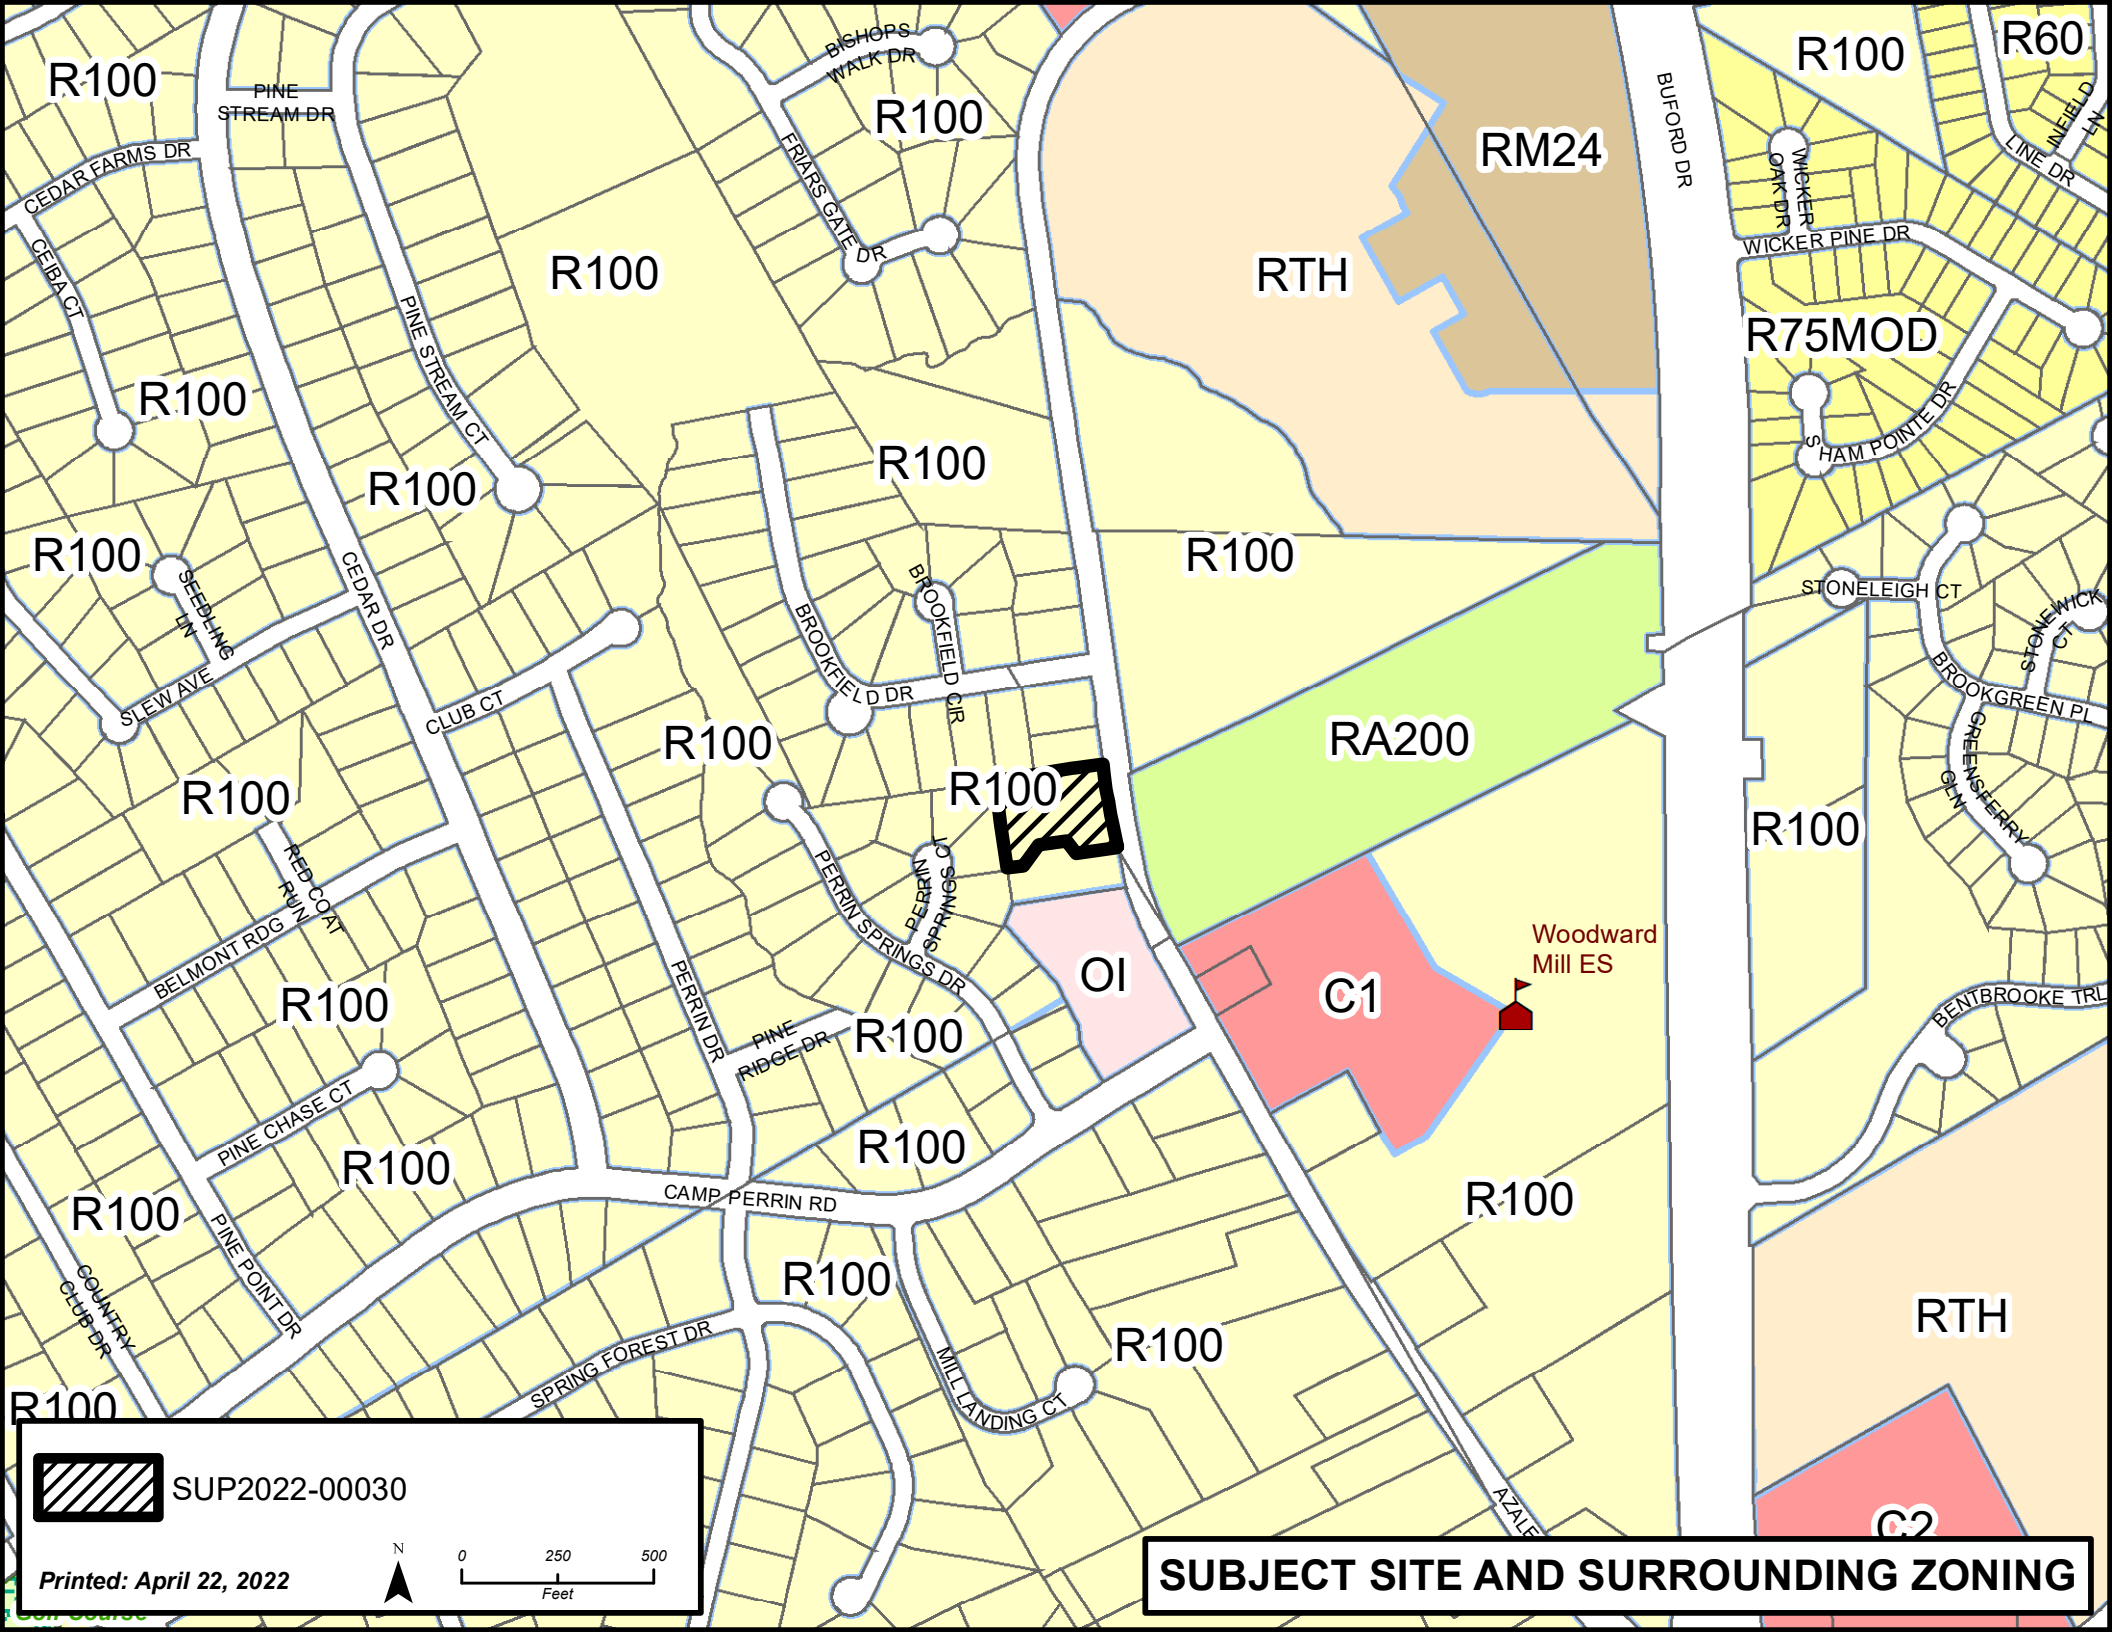 R100
PINE
STREAM DR
BISHOPS
WALK DR
R100
R60
R100
INFIELD
LN
LINE DR
BUFORD DR
RM24
WICKER
OAK DR
CEDAR FARMS DR
FRIARS GATE DR
WICKER PINE DR
CEIBA CT
R100
RTH
PINE STREAM CT
R75MOD
R100
R100
R100
S
HAM POINTE DR
R100
SEEDLING
LN
CEDAR DR
R100
BROOKFIELD CIR
BROOKFIELD DR
STONELEIGH CT
STONEWICK
CT
SLEW AVE
CLUB CT
R100
RA200
BROOKGREEN PL
GREENSFERRY
GLN
R100
R100
R100
RED COAT
RUN
PERRIN
SPRINGS CT
PERRIN SPRINGS DR
BELMONT RDG
R100
PERRIN DR
PINE
RIDGE DR
R100
OI
C1
Woodward
Mill ES
BENTBROOKE TRL
PINE CHASE CT
R100
R100
R100
CAMP PERRIN RD
R100
R100
PINE POINT DR
COUNTRY
CLUB DR
R100
SPRING FOREST DR
MILL LANDING CT
R100
RTH
R100
AZALE
C2
SUP2022-00030
N
0 250 500
Feet
Printed: April 22, 2022
Golf Course
SUBJECT SITE AND SURROUNDING ZONING